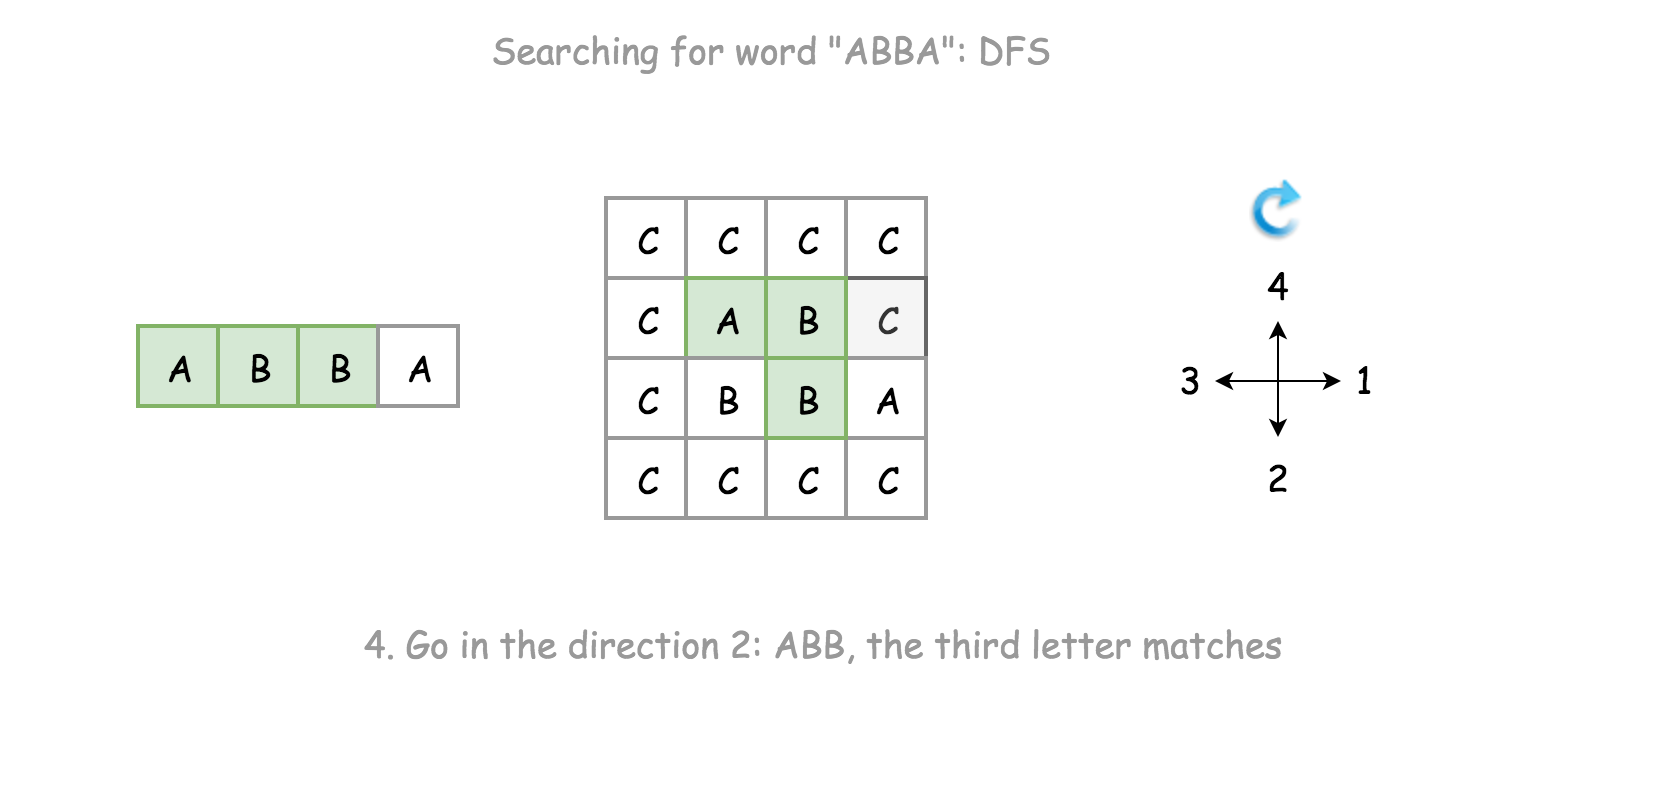 Searching for word "ABBA": DFS
A B B A
C C C C
C A B C
C B B A
C C C C
4
3 1
2
4. Go in the direction 2: ABB, the third letter matches